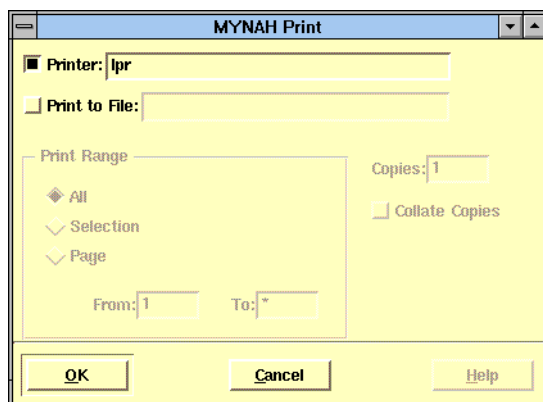 MYNAH Print
Printer: lpr
Print to File:
Print Range
Copies: 1
All
Collate Copies
Selection
Page
From: 1 To: *
OK Cancel Help